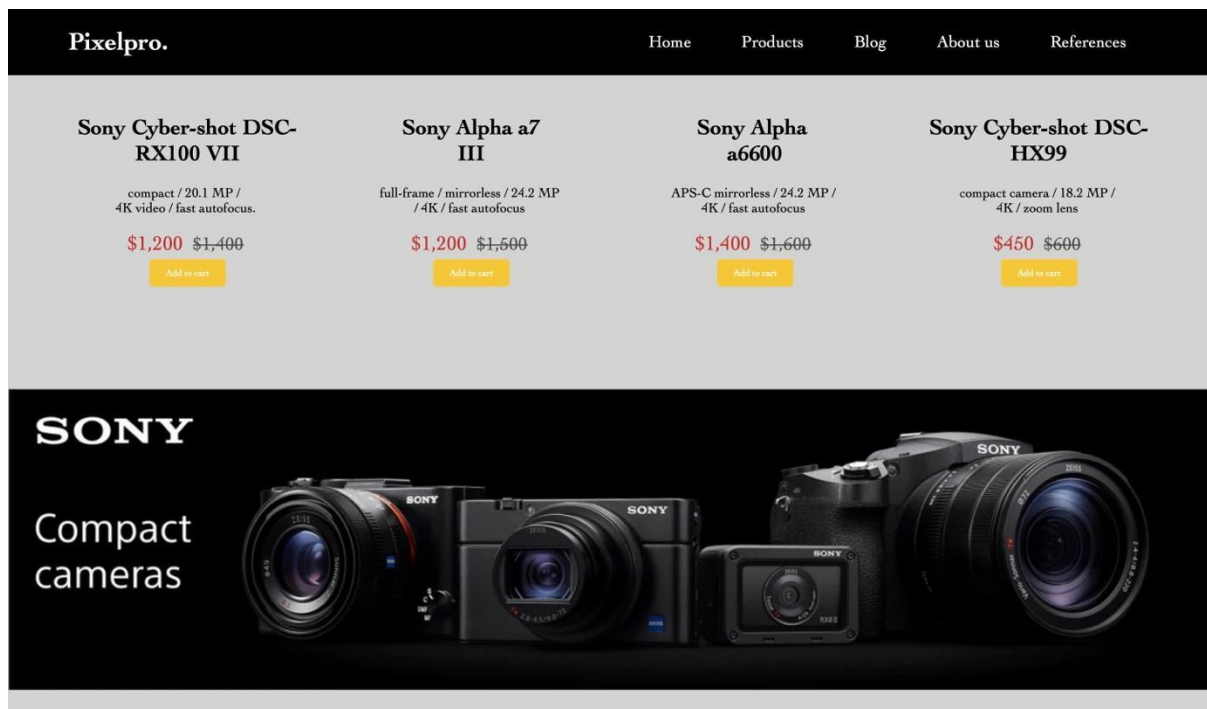 Pixelpro.
Home Products Blog About us References
Sony Cyber-shot DSC-
RX100 VII
compact / 20.1 MP /
4K video / fast autofocus.
$1,200 $1,400
Add to cart
Sony Alpha a7
III
full-frame / mirrorless / 24.2 MP
/ 4K / fast autofocus
$1,200 $1,500
Add to cart
Sony Alpha
a6600
APS-C mirrorless / 24.2 MP /
4K / fast autofocus
$1,400 $1,600
Add to cart
Sony Cyber-shot DSC-
HX99
compact camera / 18.2 MP /
4K / zoom lens
$450 $600
Add to cart
SONY
Compact
cameras
SONY
ZEISS
SONY
ZEISS
SONY
ZEISS
SONY
ZEISS